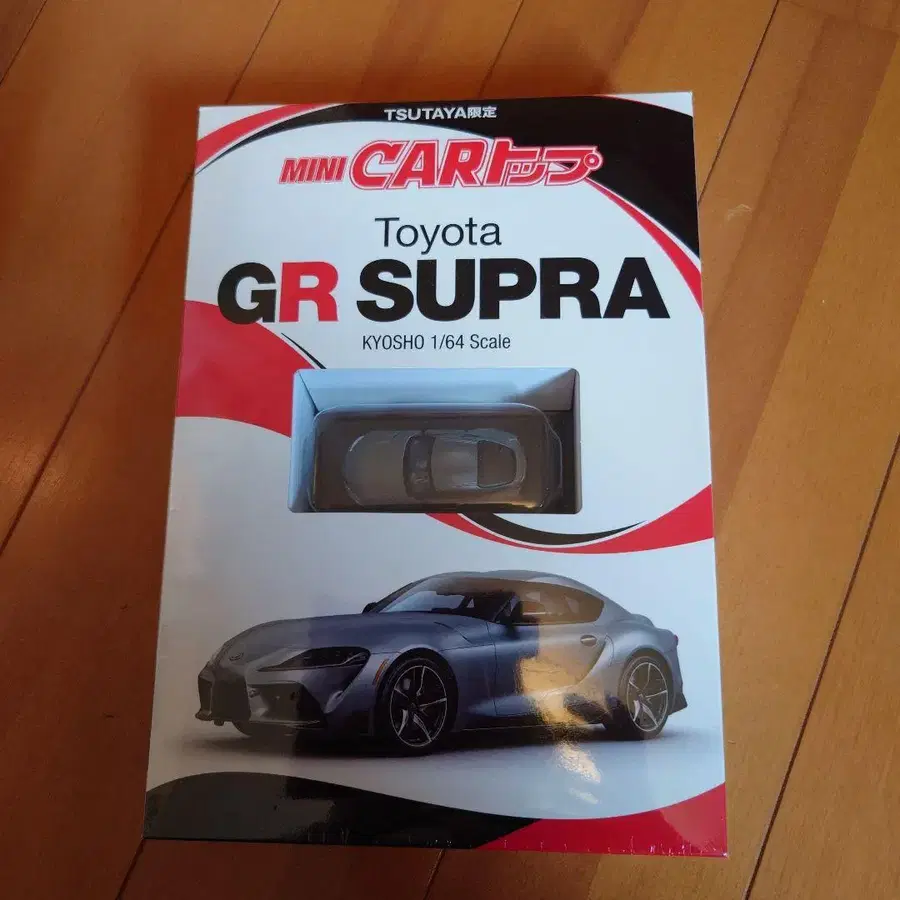 TSUTAYA限定
MINI CARトップ
Toyota
GR SUPRA
KYOSHO 1/64 Scale